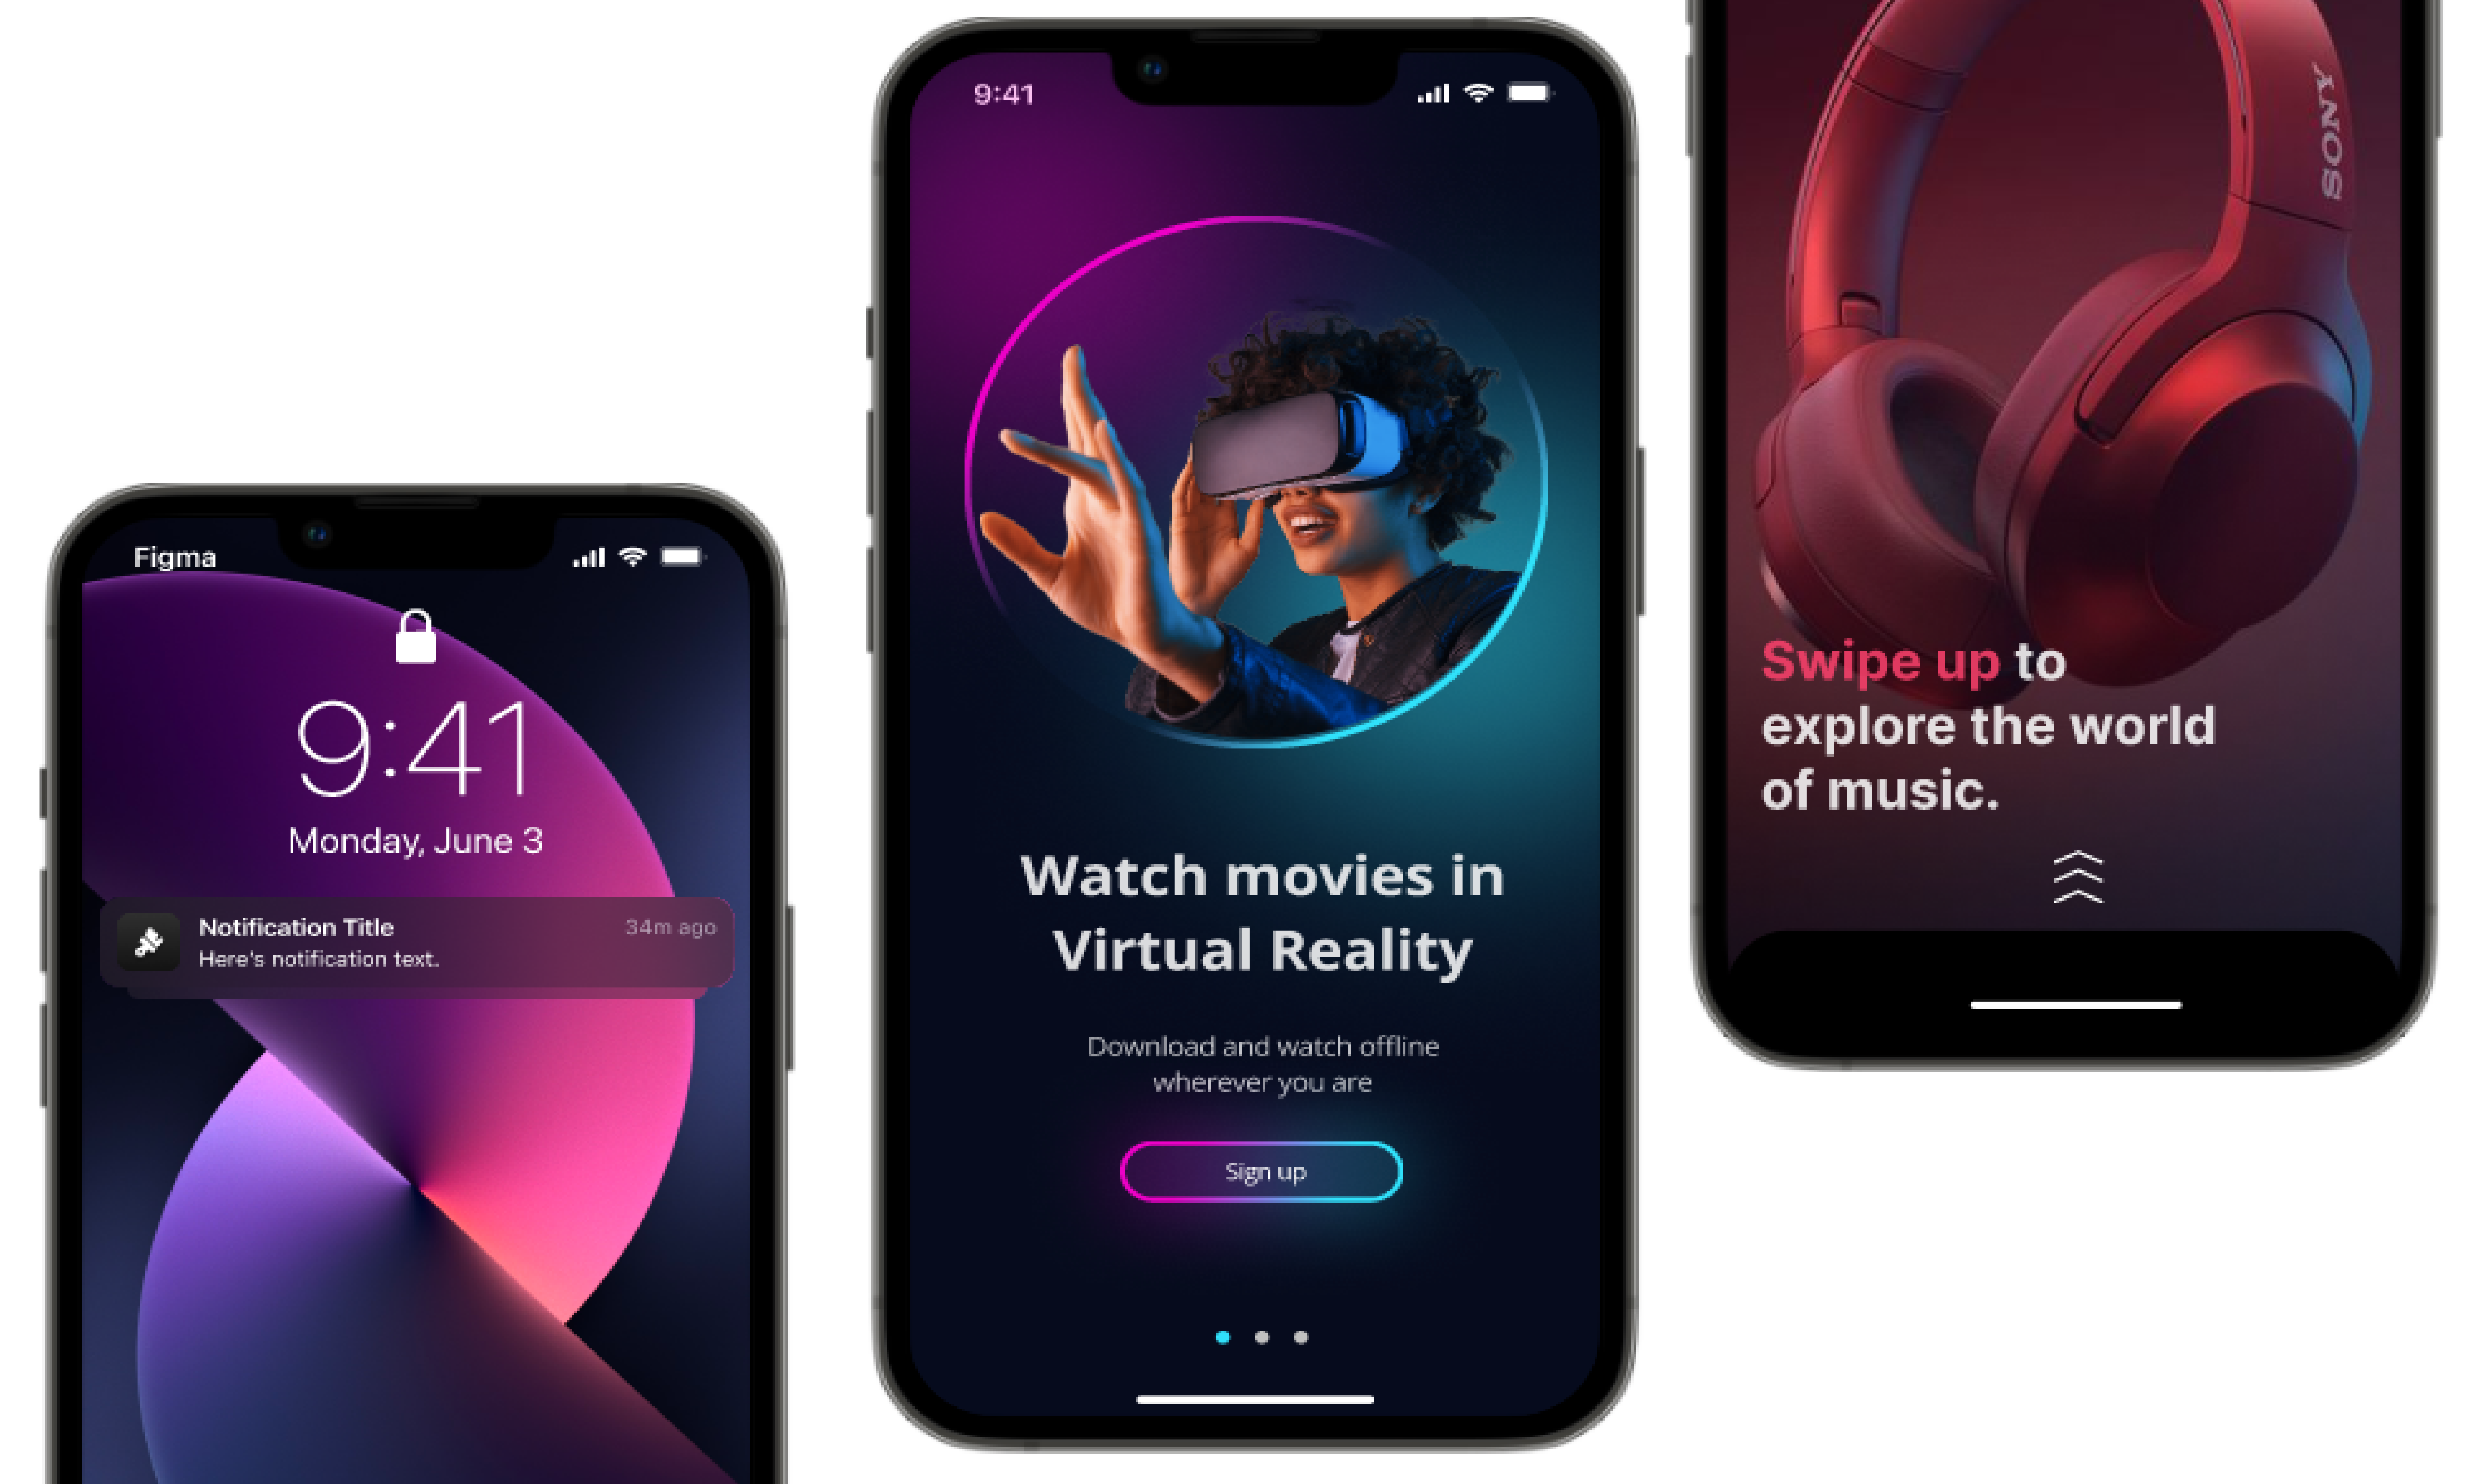 Figma
9:41
Monday, June 3
Notification Title
34m ago
Here's notification text.
9:41
Watch movies in
Virtual Reality
Download and watch offline
wherever you are
Sign up
SONY
Swipe up to
explore the world
of music.